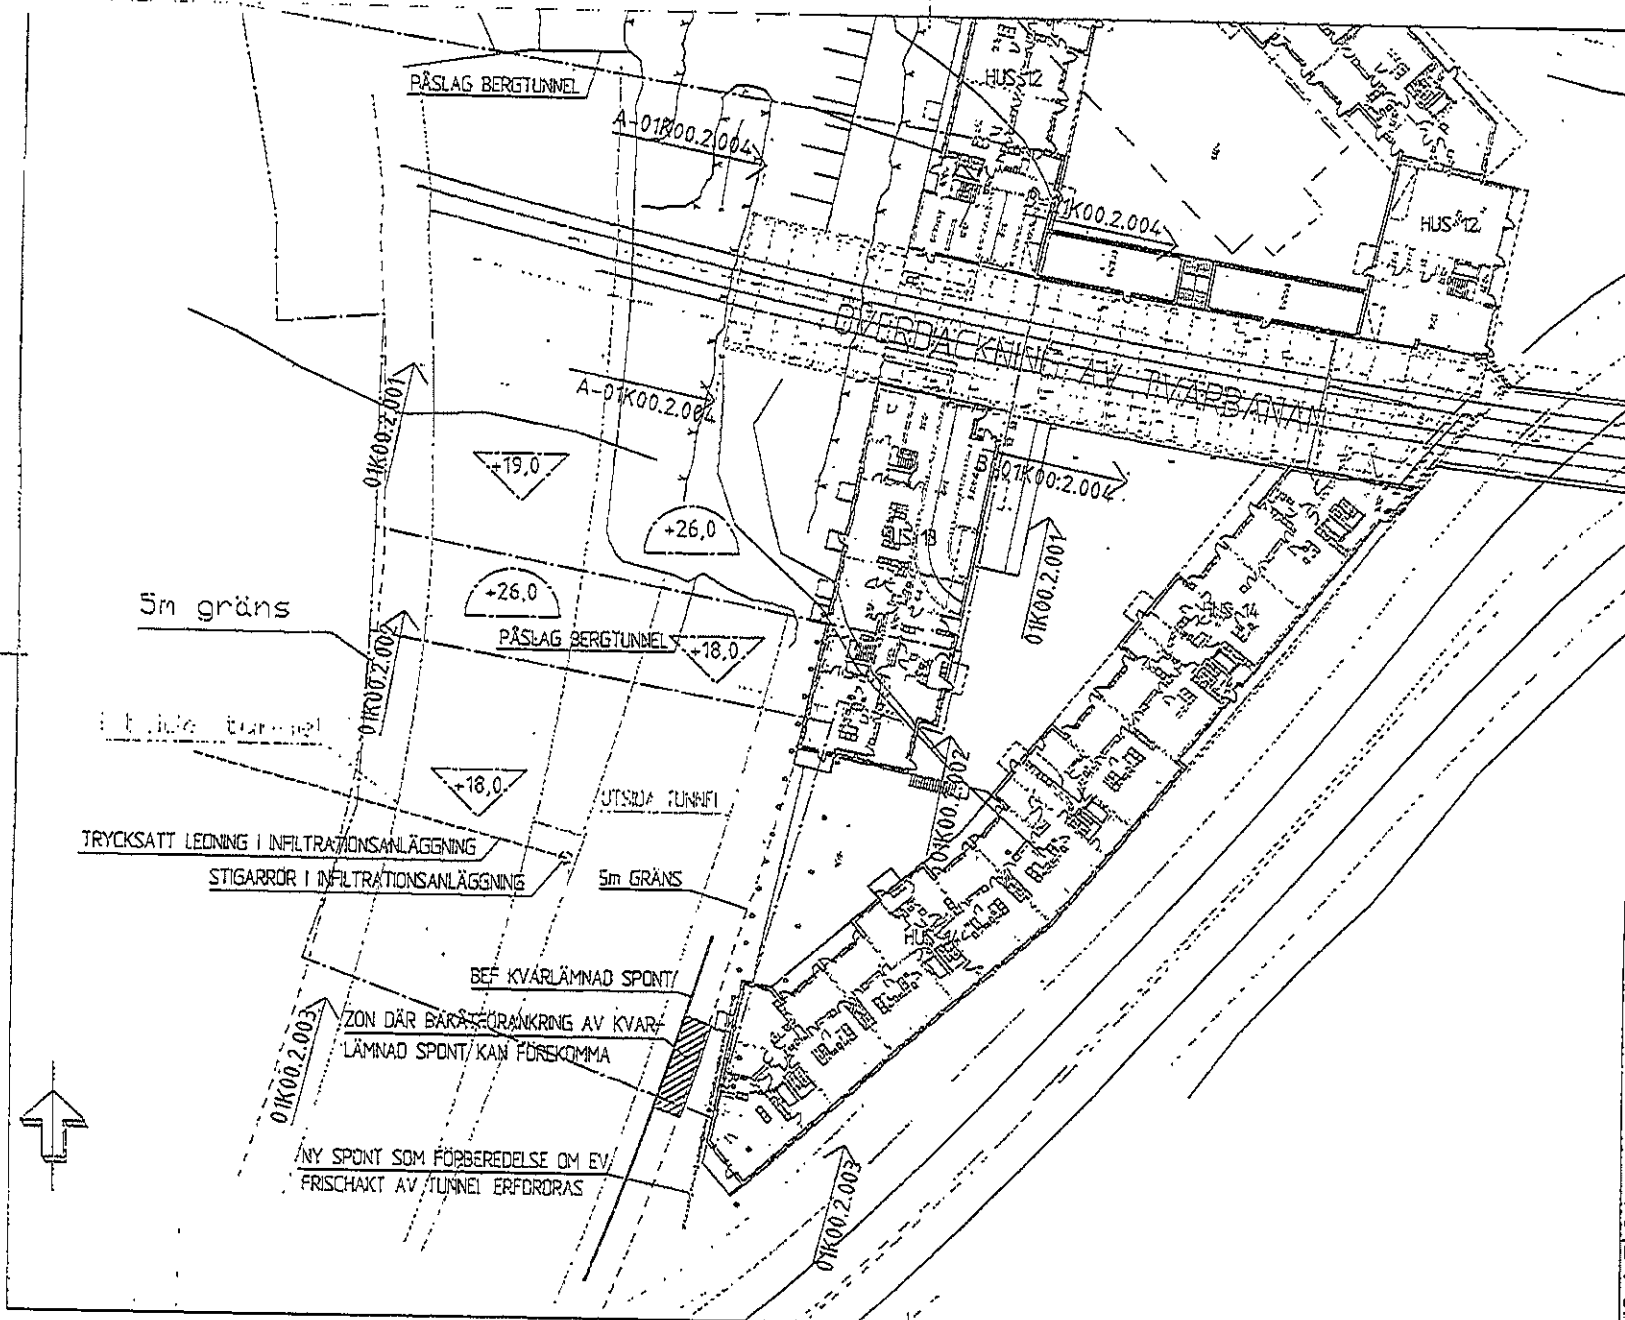 PÅSLAG BERGTUNNEL
HUS 12
A-01K00.2.004
1K00.2.004
HUS 12
ÖVERDÄCKNING AV TVÄRBANAN
01K00.2.001
A-01K00.2.004
+19,0
B-01K00.2.004
+26,0
01K00.2.001
+26,0
5m gräns
PÅSLAG BERGTUNNEL
+18,0
HUS 14
01K00.2.002
tunnel
+18,0
UTSIDA TUNNEL
01K00.2.002
TRYCKSATT LEDNING I INFILTRATIONSANLÄGGNING
STIGARRÖR I INFILTRATIONSANLÄGGNING
5m GRÄNS
HUS 14
BEF KVARLÄMNAD SPONT
ZON DÄR BAKÅTFÖRANKRING AV KVAR-
LÄMNAD SPONT KAN FÖREKOMMA
01K00.2.003
NY SPONT SOM FÖRBEREDELSE OM EV
FRISCHAKT AV TUNNEL ERFORDRAS
01K00.2.003